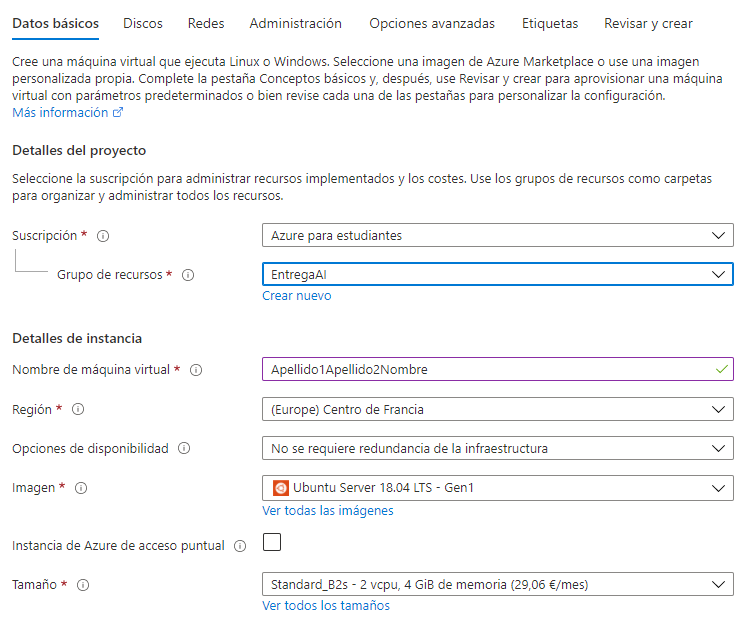 Datos básicos Discos Redes Administración Opciones avanzadas Etiquetas Revisar y crear
Cree una máquina virtual que ejecuta Linux o Windows. Seleccione una imagen de Azure Marketplace o use una imagen
personalizada propia. Complete la pestaña Conceptos básicos y, después, use Revisar y crear para aprovisionar una máquina
virtual con parámetros predeterminados o bien revise cada una de las pestañas para personalizar la configuración.
Más información
Detalles del proyecto
Seleccione la suscripción para administrar recursos implementados y los costes. Use los grupos de recursos como carpetas
para organizar y administrar todos los recursos.
Suscripción * Azure para estudiantes
Grupo de recursos * EntregaAI
Crear nuevo
Detalles de instancia
Nombre de máquina virtual * Apellido1Apellido2Nombre
Región * (Europe) Centro de Francia
Opciones de disponibilidad No se requiere redundancia de la infraestructura
Imagen * Ubuntu Server 18.04 LTS - Gen1
Ver todas las imágenes
Instancia de Azure de acceso puntual
Tamaño * Standard_B2s - 2 vcpu, 4 GiB de memoria (29,06 €/mes)
Ver todos los tamaños